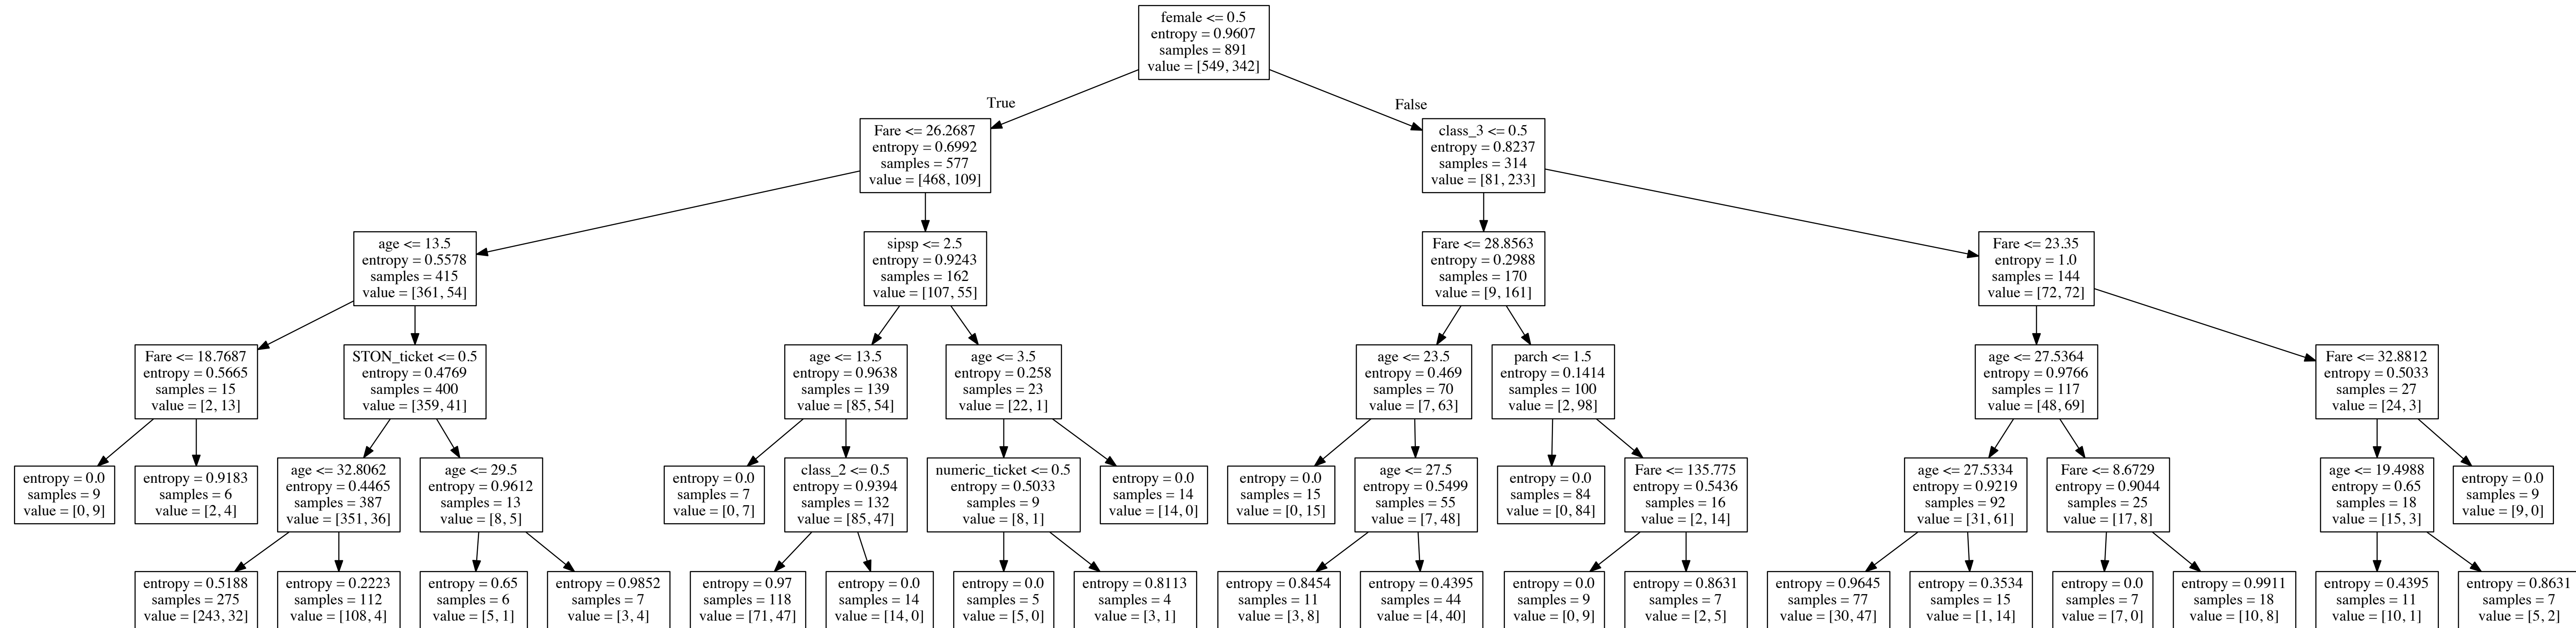 female <= 0.5
entropy = 0.9607
samples = 891
value = [549, 342]
True
False
Fare <= 26.2687
entropy = 0.6992
samples = 577
value = [468, 109]
class_3 <= 0.5
entropy = 0.8237
samples = 314
value = [81, 233]
age <= 13.5
entropy = 0.5578
samples = 415
value = [361, 54]
sipsp <= 2.5
entropy = 0.9243
samples = 162
value = [107, 55]
Fare <= 28.8563
entropy = 0.2988
samples = 170
value = [9, 161]
Fare <= 23.35
entropy = 1.0
samples = 144
value = [72, 72]
Fare <= 18.7687
entropy = 0.5665
samples = 15
value = [2, 13]
STON_ticket <= 0.5
entropy = 0.4769
samples = 400
value = [359, 41]
age <= 13.5
entropy = 0.9638
samples = 139
value = [85, 54]
age <= 3.5
entropy = 0.258
samples = 23
value = [22, 1]
age <= 23.5
entropy = 0.469
samples = 70
value = [7, 63]
parch <= 1.5
entropy = 0.1414
samples = 100
value = [2, 98]
age <= 27.5364
entropy = 0.9766
samples = 117
value = [48, 69]
Fare <= 32.8812
entropy = 0.5033
samples = 27
value = [24, 3]
entropy = 0.0
samples = 9
value = [0, 9]
entropy = 0.9183
samples = 6
value = [2, 4]
age <= 32.8062
entropy = 0.4465
samples = 387
value = [351, 36]
age <= 29.5
entropy = 0.9612
samples = 13
value = [8, 5]
entropy = 0.0
samples = 7
value = [0, 7]
class_2 <= 0.5
entropy = 0.9394
samples = 132
value = [85, 47]
numeric_ticket <= 0.5
entropy = 0.5033
samples = 9
value = [8, 1]
entropy = 0.0
samples = 14
value = [14, 0]
entropy = 0.0
samples = 15
value = [0, 15]
age <= 27.5
entropy = 0.5499
samples = 55
value = [7, 48]
entropy = 0.0
samples = 84
value = [0, 84]
Fare <= 135.775
entropy = 0.5436
samples = 16
value = [2, 14]
age <= 27.5334
entropy = 0.9219
samples = 92
value = [31, 61]
Fare <= 8.6729
entropy = 0.9044
samples = 25
value = [17, 8]
age <= 19.4988
entropy = 0.65
samples = 18
value = [15, 3]
entropy = 0.0
samples = 9
value = [9, 0]
entropy = 0.5188
samples = 275
value = [243, 32]
entropy = 0.2223
samples = 112
value = [108, 4]
entropy = 0.65
samples = 6
value = [5, 1]
entropy = 0.9852
samples = 7
value = [3, 4]
entropy = 0.97
samples = 118
value = [71, 47]
entropy = 0.0
samples = 14
value = [14, 0]
entropy = 0.0
samples = 5
value = [5, 0]
entropy = 0.8113
samples = 4
value = [3, 1]
entropy = 0.8454
samples = 11
value = [3, 8]
entropy = 0.4395
samples = 44
value = [4, 40]
entropy = 0.0
samples = 9
value = [0, 9]
entropy = 0.8631
samples = 7
value = [2, 5]
entropy = 0.9645
samples = 77
value = [30, 47]
entropy = 0.3534
samples = 15
value = [1, 14]
entropy = 0.0
samples = 7
value = [7, 0]
entropy = 0.9911
samples = 18
value = [10, 8]
entropy = 0.4395
samples = 11
value = [10, 1]
entropy = 0.8631
samples = 7
value = [5, 2]